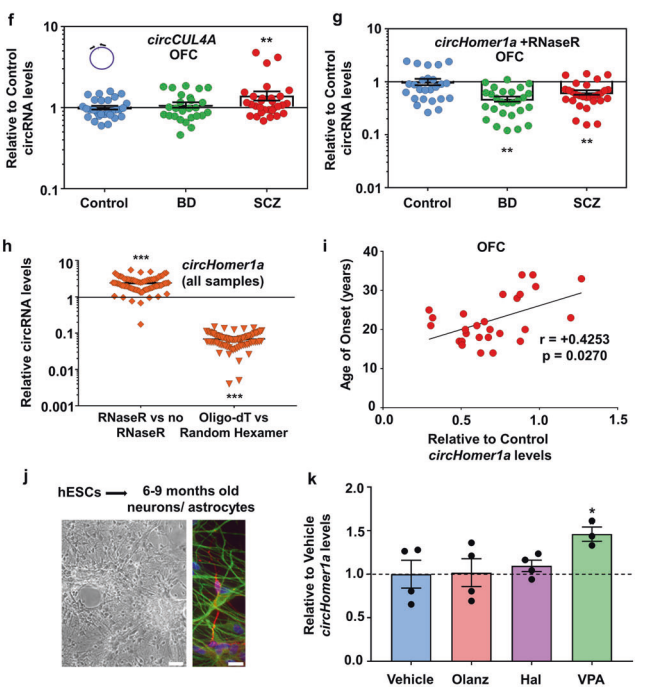 f
circCUL4A
OFC
**
Relative to Control
circRNA levels
10
1
0.1
Control
BD
SCZ
g
circHomer1a +RNaseR
OFC
**
**
Relative to Control
circRNA levels
10
1
0.1
0.01
Control
BD
SCZ
h
circHomer1a
(all samples)
***
***
Relative circRNA levels
10
1
0.1
0.01
0.001
RNaseR vs no
RNaseR
Oligo-dT vs
Random Hexamer
i
OFC
Age of Onset (years)
40
30
20
10
0
r = +0.4253
p = 0.0270
0.0
0.5
1.0
1.5
Relative to Control
circHomer1a levels
j
hESCs
6-9 months old
neurons/ astrocytes
k
Relative to Vehicle
circHomer1a levels
2.0
1.5
1.0
0.5
0.0
*
Vehicle
Olanz
Hal
VPA